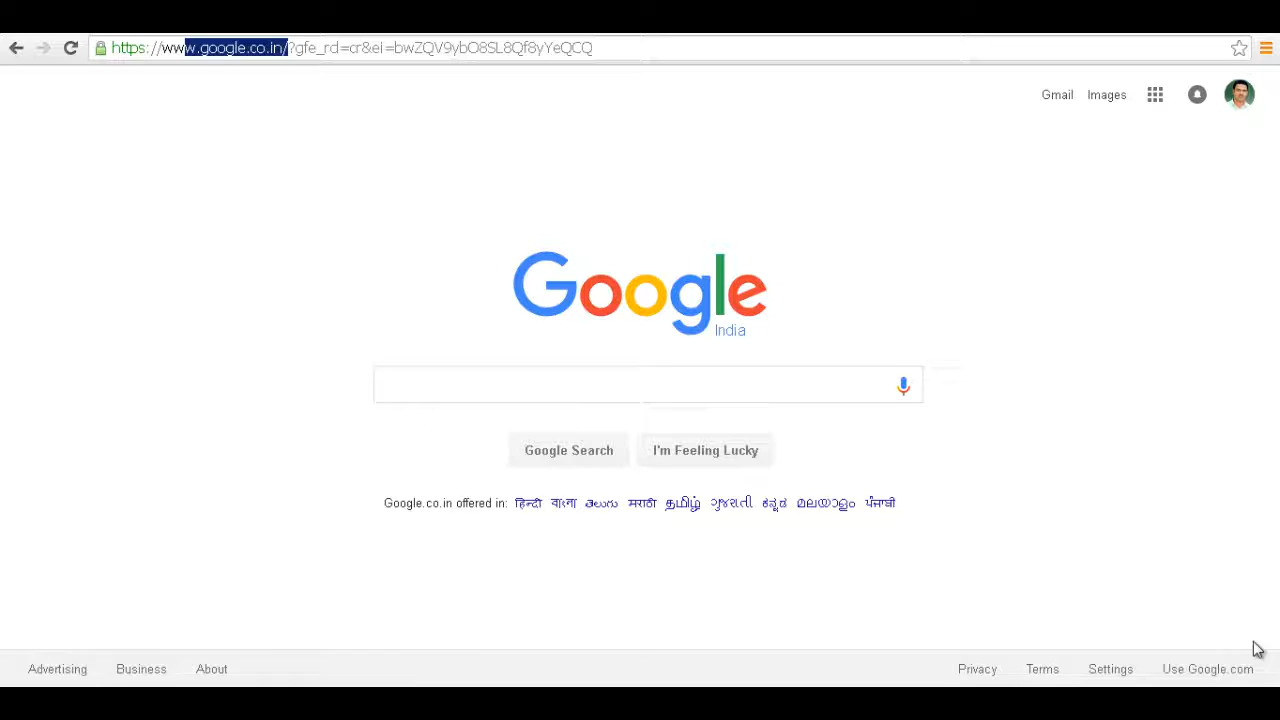 https://www.google.co.in/?gfe_rd=cr&ei=bwZQV9ybO8SL8Qf8yYeQCQ
Gmail Images
Google
India
Google Search I'm Feeling Lucky
Google.co.in offered in: हिन्दी বাংলা తెలుగు मराठी தமிழ் ગુજરાતી ಕನ್ನಡ മലയാളം ਪੰਜਾਬੀ
Advertising Business About Privacy Terms Settings Use Google.com